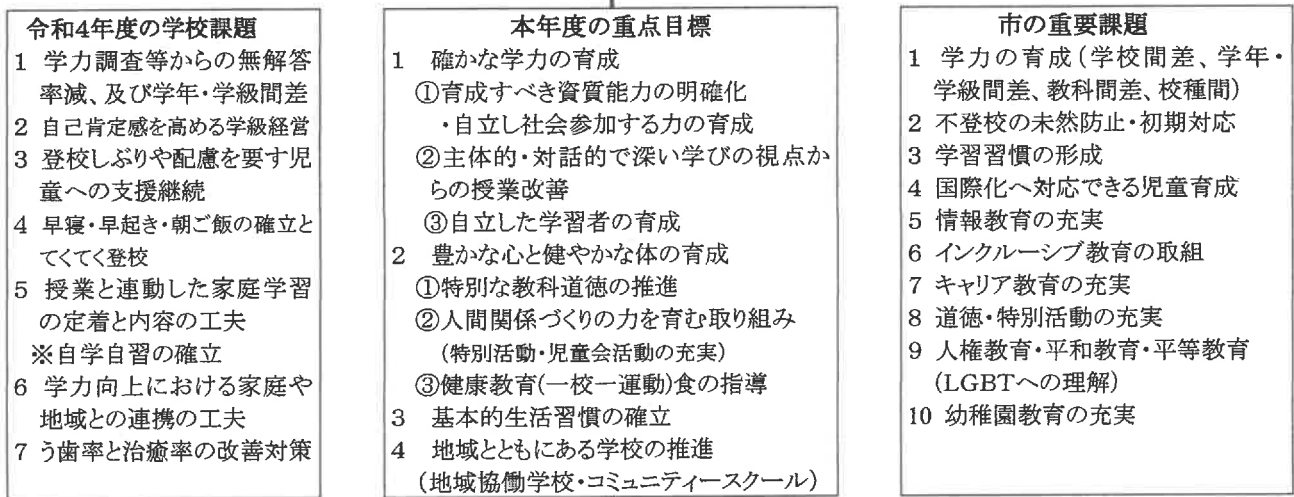 令和4年度の学校課題
1 学力調査等からの無解答
率減、及び学年・学級間差
2 自己肯定感を高める学級経営
3 登校しぶりや配慮を要す児
童への支援継続
4 早寝・早起き・朝ご飯の確立と
てくてく登校
5 授業と連動した家庭学習
の定着と内容の工夫
※自学自習の確立
6 学力向上における家庭や
地域との連携の工夫
7 う歯率と治癒率の改善対策
本年度の重点目標
1 確かな学力の育成
①育成すべき資質能力の明確化
・自立し社会参加する力の育成
②主体的・対話的で深い学びの視点か
らの授業改善
③自立した学習者の育成
2 豊かな心と健やかな体の育成
①特別な教科道徳の推進
②人間関係づくりの力を育む取り組み
(特別活動・児童会活動の充実)
③健康教育(一校一運動)食の指導
3 基本的生活習慣の確立
4 地域とともにある学校の推進
(地域協働学校・コミュニティースクール)
市の重要課題
1 学力の育成(学校間差、学年・
学級間差、教科間差、校種間)
2 不登校の未然防止・初期対応
3 学習習慣の形成
4 国際化へ対応できる児童育成
5 情報教育の充実
6 インクルーシブ教育の取組
7 キャリア教育の充実
8 道徳・特別活動の充実
9 人権教育・平和教育・平等教育
(LGBTへの理解)
10 幼稚園教育の充実